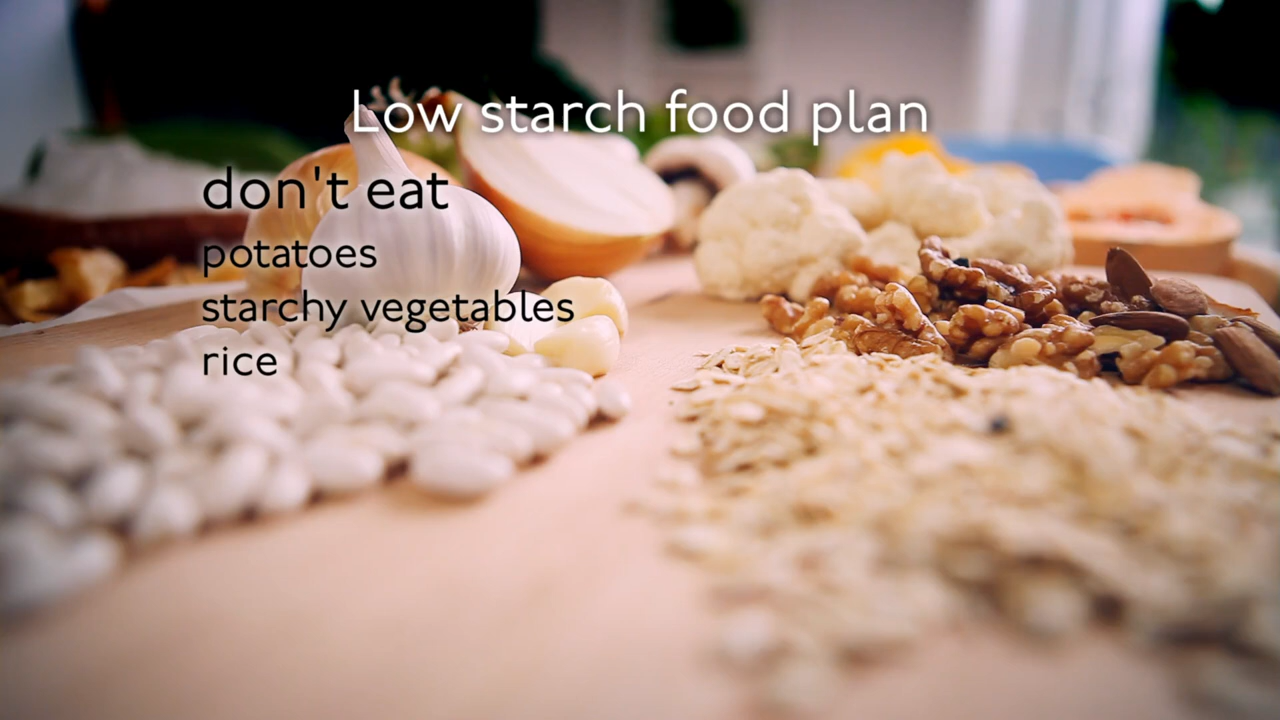 Low starch food plan
don't eat
potatoes
starchy vegetables
rice